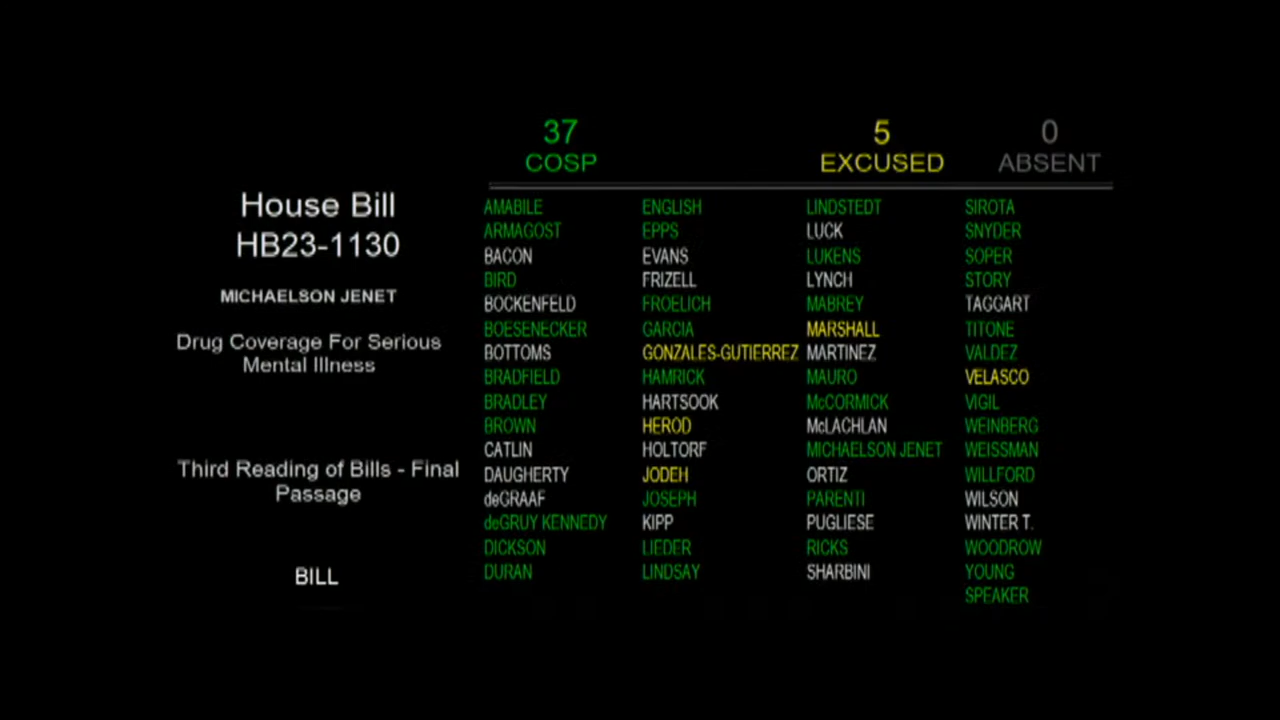 37 5 0
COSP EXCUSED ABSENT
House Bill
HB23-1130
MICHAELSON JENET
Drug Coverage For Serious
Mental Illness
Third Reading of Bills - Final
Passage
BILL
AMABILE ENGLISH LINDSTEDT SIROTA
ARMAGOST EPPS LUCK SNYDER
BACON EVANS LUKENS SOPER
BIRD FRIZELL LYNCH STORY
BOCKENFELD FROELICH MABREY TAGGART
BOESENECKER GARCIA MARSHALL TITONE
BOTTOMS GONZALES-GUTIERREZ MARTINEZ VALDEZ
BRADFIELD HAMRICK MAURO VELASCO
BRADLEY HARTSOOK McCORMICK VIGIL
BROWN HEROD McLACHLAN WEINBERG
CATLIN HOLTORF MICHAELSON JENET WEISSMAN
DAUGHERTY JODEH ORTIZ WILLFORD
deGRAAF JOSEPH PARENTI WILSON
deGRUY KENNEDY KIPP PUGLIESE WINTER T.
DICKSON LIEDER RICKS WOODROW
DURAN LINDSAY SHARBINI YOUNG
SPEAKER